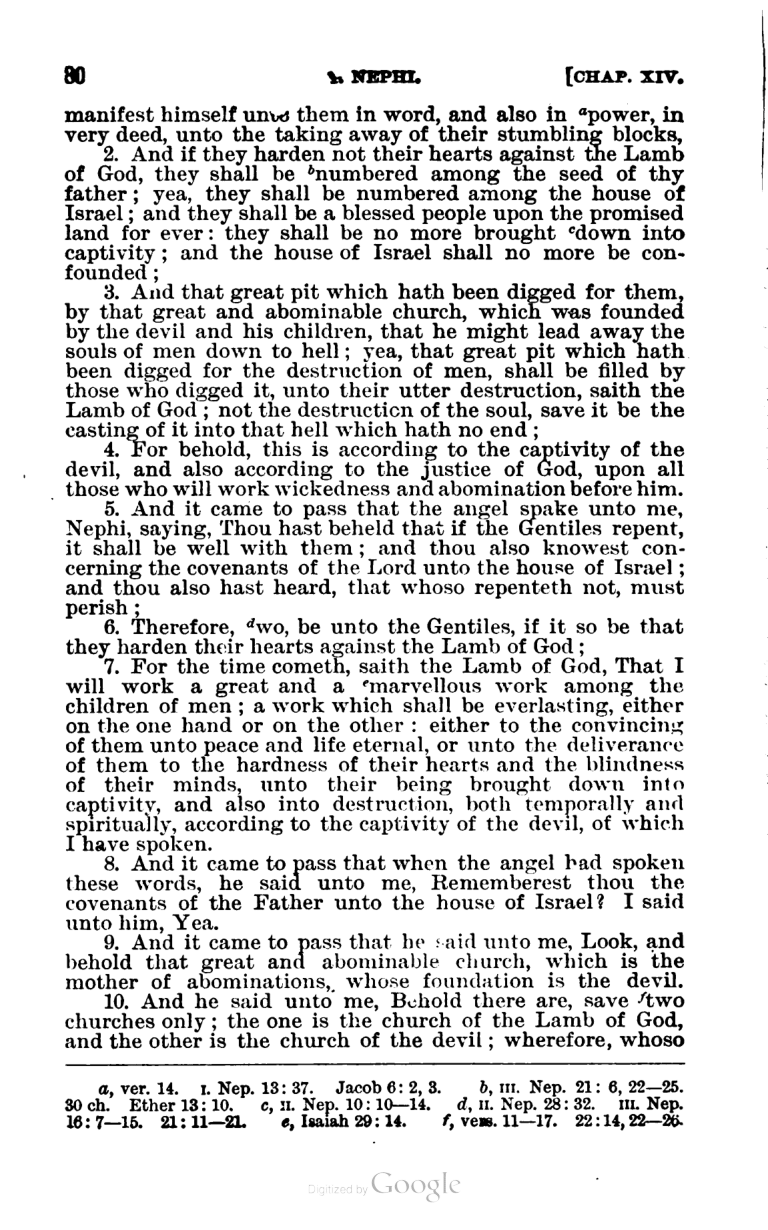 30 I. NEPHI. [CHAP. XIV.
manifest himself unto them in word, and also in ᵃpower, in
very deed, unto the taking away of their stumbling blocks,
2. And if they harden not their hearts against the Lamb
of God, they shall be ᵇnumbered among the seed of thy
father; yea, they shall be numbered among the house of
Israel; and they shall be a blessed people upon the promised
land for ever: they shall be no more brought ᶜdown into
captivity; and the house of Israel shall no more be con-
founded;
3. And that great pit which hath been digged for them,
by that great and abominable church, which was founded
by the devil and his children, that he might lead away the
souls of men down to hell; yea, that great pit which hath
been digged for the destruction of men, shall be filled by
those who digged it, unto their utter destruction, saith the
Lamb of God; not the destruction of the soul, save it be the
casting of it into that hell which hath no end;
4. For behold, this is according to the captivity of the
devil, and also according to the justice of God, upon all
those who will work wickedness and abomination before him.
5. And it came to pass that the angel spake unto me,
Nephi, saying, Thou hast beheld that if the Gentiles repent,
it shall be well with them; and thou also knowest con-
cerning the covenants of the Lord unto the house of Israel;
and thou also hast heard, that whoso repenteth not, must
perish;
6. Therefore, ᵈwo, be unto the Gentiles, if it so be that
they harden their hearts against the Lamb of God;
7. For the time cometh, saith the Lamb of God, That I
will work a great and a ᵉmarvellous work among the
children of men; a work which shall be everlasting, either
on the one hand or on the other: either to the convincing
of them unto peace and life eternal, or unto the deliverance
of them to the hardness of their hearts and the blindness
of their minds, unto their being brought down into
captivity, and also into destruction, both temporally and
spiritually, according to the captivity of the devil, of which
I have spoken.
8. And it came to pass that when the angel had spoken
these words, he said unto me, Rememberest thou the
covenants of the Father unto the house of Israel? I said
unto him, Yea.
9. And it came to pass that he said unto me, Look, and
behold that great and abominable church, which is the
mother of abominations, whose foundation is the devil.
10. And he said unto me, Behold there are, save ᶠtwo
churches only; the one is the church of the Lamb of God,
and the other is the church of the devil; wherefore, whoso
a, ver. 14. I. Nep. 13: 37. Jacob 6: 2, 3. b, III. Nep. 21: 6, 22—25.
30 ch. Ether 13: 10. c, II. Nep. 10: 10—14. d, II. Nep. 28: 32. III. Nep.
16: 7—15. 21: 11—21. e, Isaiah 29: 14. f, vers. 11—17. 22: 14, 22—26.
Digitized by Google